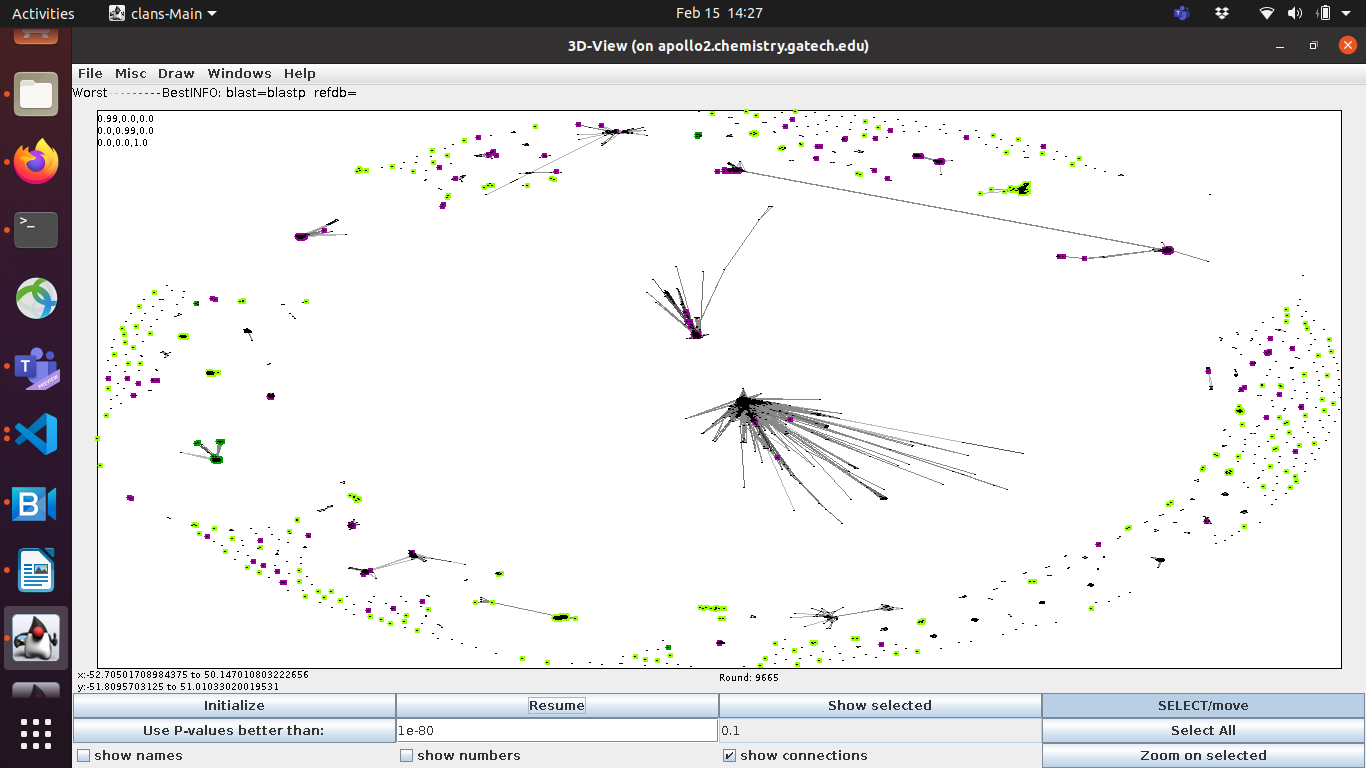 Activities
clans-Main
Feb 15 14:27
3D-View (on apollo2.chemistry.gatech.edu)
File Misc Draw Windows Help
Worst---------BestINFO: blast=blastp refdb=
0.99,0.0,0.0
0.0,0.99,0.0
0.0,0.0,1.0
x:-52.70501708984375 to 50.147010803222656
y:-51.8095703125 to 51.01033020019531
Round: 9665
Initialize
Resume
Show selected
SELECT/move
Use P-values better than:
1e-80
0.1
Select All
show names
show numbers
show connections
Zoom on selected